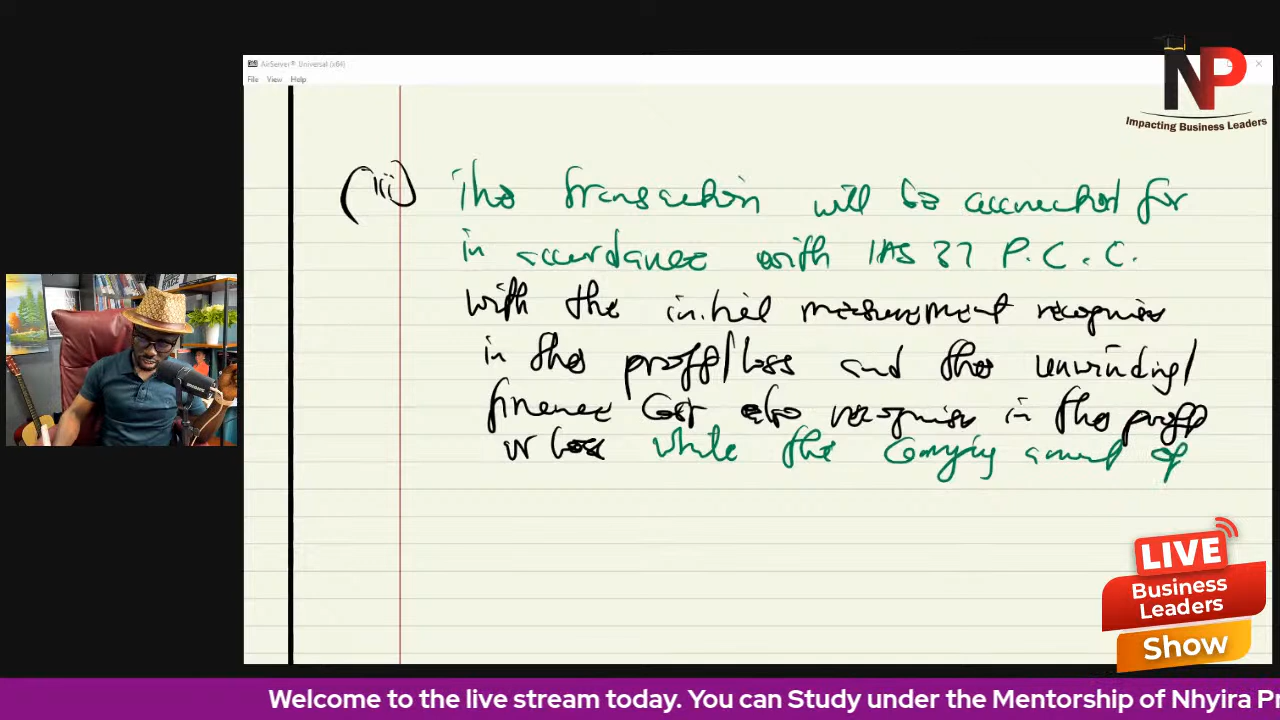 AirServer® Universal (x64)
File View Help
NP
Impacting Business Leaders
(iii) The transaction will be accounted for
in accordance with IAS 37 P.C.C.
with the initial measurement recognise
in the profit/loss and the unwinding/
finance cost also recognise in the profit
or loss while the carrying amount of
LIVE
Business
Leaders
Show
Welcome to the live stream today. You can Study under the Mentorship of Nhyira Pr